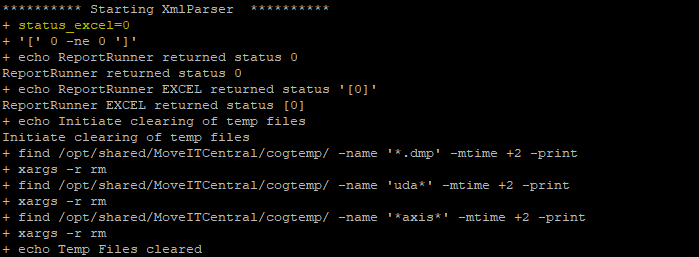 ********** Starting XmlParser  **********
+ status_excel=0
+ '[' 0 -ne 0 ']'
+ echo ReportRunner returned status 0
ReportRunner returned status 0
+ echo ReportRunner EXCEL returned status '[0]'
ReportRunner EXCEL returned status [0]
+ echo Initiate clearing of temp files
Initiate clearing of temp files
+ find /opt/shared/MoveITCentral/cogtemp/ -name '*.dmp' -mtime +2 -print
+ xargs -r rm
+ find /opt/shared/MoveITCentral/cogtemp/ -name 'uda*' -mtime +2 -print
+ xargs -r rm
+ find /opt/shared/MoveITCentral/cogtemp/ -name '*axis*' -mtime +2 -print
+ xargs -r rm
+ echo Temp Files cleared